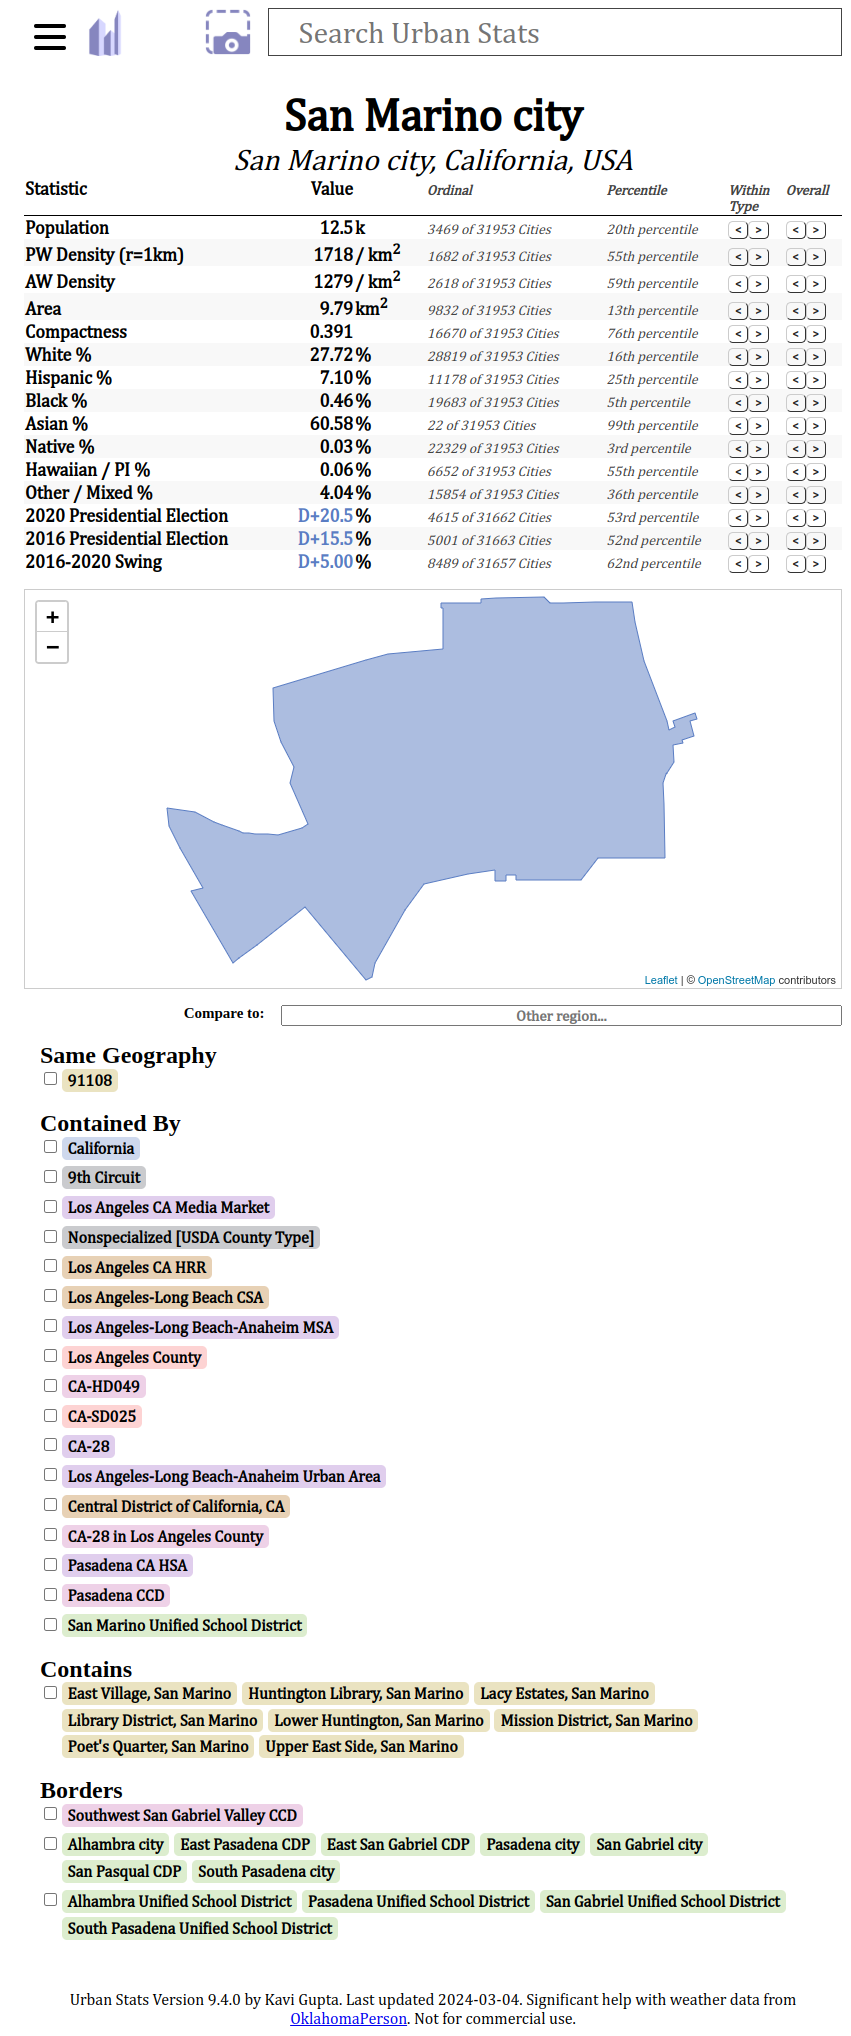 Search Urban Stats
San Marino city
San Marino city, California, USA
Statistic Value Ordinal Percentile Within Type Overall
Population 12.5 k 3469 of 31953 Cities 20th percentile < > < >
PW Density (r=1km) 1718 / km² 1682 of 31953 Cities 55th percentile < > < >
AW Density 1279 / km² 2618 of 31953 Cities 59th percentile < > < >
Area 9.79 km² 9832 of 31953 Cities 13th percentile < > < >
Compactness 0.391 16670 of 31953 Cities 76th percentile < > < >
White % 27.72 % 28819 of 31953 Cities 16th percentile < > < >
Hispanic % 7.10 % 11178 of 31953 Cities 25th percentile < > < >
Black % 0.46 % 19683 of 31953 Cities 5th percentile < > < >
Asian % 60.58 % 22 of 31953 Cities 99th percentile < > < >
Native % 0.03 % 22329 of 31953 Cities 3rd percentile < > < >
Hawaiian / PI % 0.06 % 6652 of 31953 Cities 55th percentile < > < >
Other / Mixed % 4.04 % 15854 of 31953 Cities 36th percentile < > < >
2020 Presidential Election D+20.5 % 4615 of 31662 Cities 53rd percentile < > < >
2016 Presidential Election D+15.5 % 5001 of 31663 Cities 52nd percentile < > < >
2016-2020 Swing D+5.00 % 8489 of 31657 Cities 62nd percentile < > < >
+
−
Leaflet | © OpenStreetMap contributors
Compare to: Other region...
Same Geography
91108
Contained By
California
9th Circuit
Los Angeles CA Media Market
Nonspecialized [USDA County Type]
Los Angeles CA HRR
Los Angeles-Long Beach CSA
Los Angeles-Long Beach-Anaheim MSA
Los Angeles County
CA-HD049
CA-SD025
CA-28
Los Angeles-Long Beach-Anaheim Urban Area
Central District of California, CA
CA-28 in Los Angeles County
Pasadena CA HSA
Pasadena CCD
San Marino Unified School District
Contains
East Village, San Marino Huntington Library, San Marino Lacy Estates, San Marino
Library District, San Marino Lower Huntington, San Marino Mission District, San Marino
Poet's Quarter, San Marino Upper East Side, San Marino
Borders
Southwest San Gabriel Valley CCD
Alhambra city East Pasadena CDP East San Gabriel CDP Pasadena city San Gabriel city
San Pasqual CDP South Pasadena city
Alhambra Unified School District Pasadena Unified School District San Gabriel Unified School District
South Pasadena Unified School District
Urban Stats Version 9.4.0 by Kavi Gupta. Last updated 2024-03-04. Significant help with weather data from
OklahomaPerson. Not for commercial use.